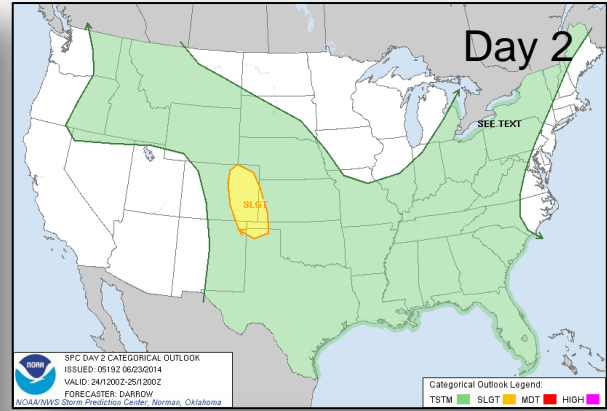 Day 2
SEE TEXT
SLGT
NOAA
SPC DAY 2 CATEGORICAL OUTLOOK
ISSUED: 0519Z 06/23/2014
VALID: 24/1200Z-25/1200Z
FORECASTER: DARROW
NOAA/NWS Storm Prediction Center, Norman, Oklahoma
Categorical Outlook Legend:
TSTM SLGT MDT HIGH